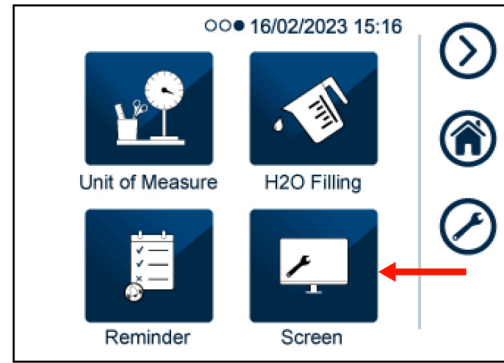 16/02/2023 15:16
Unit of Measure
H2O Filling
Reminder
Screen